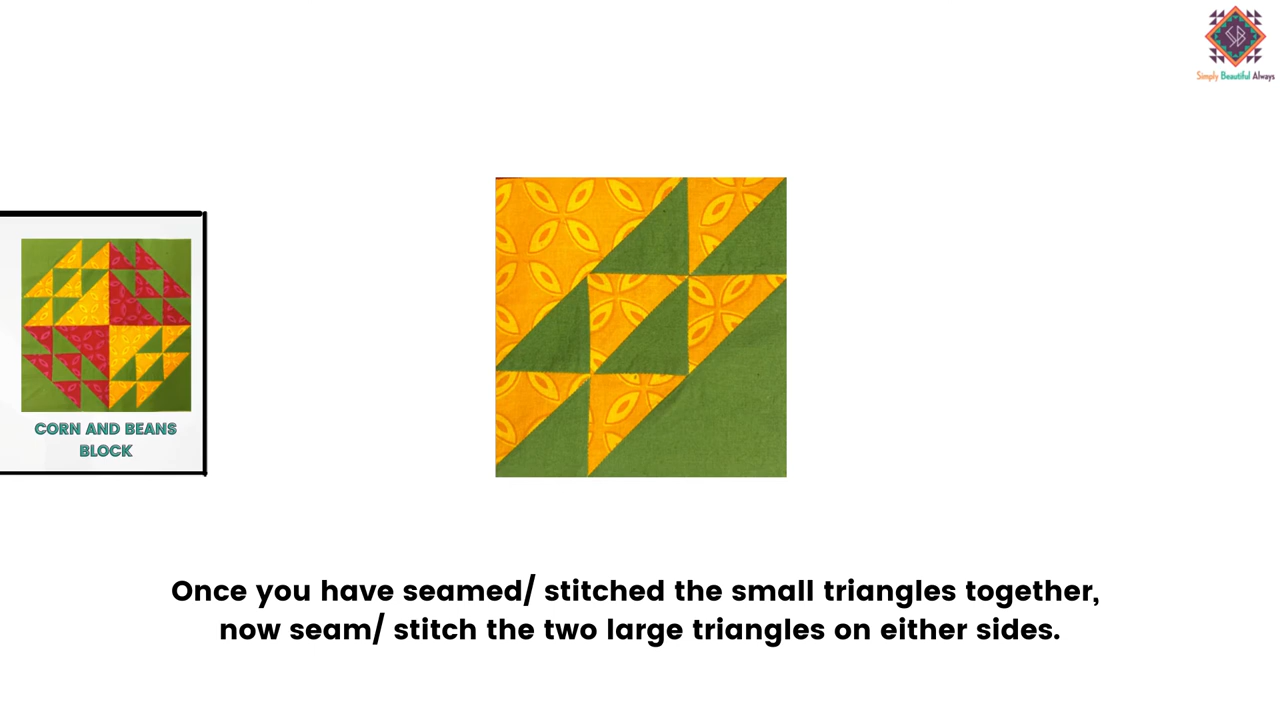 SB
Simply Beautiful Always
CORN AND BEANS
BLOCK
Once you have seamed/ stitched the small triangles together,
now seam/ stitch the two large triangles on either sides.